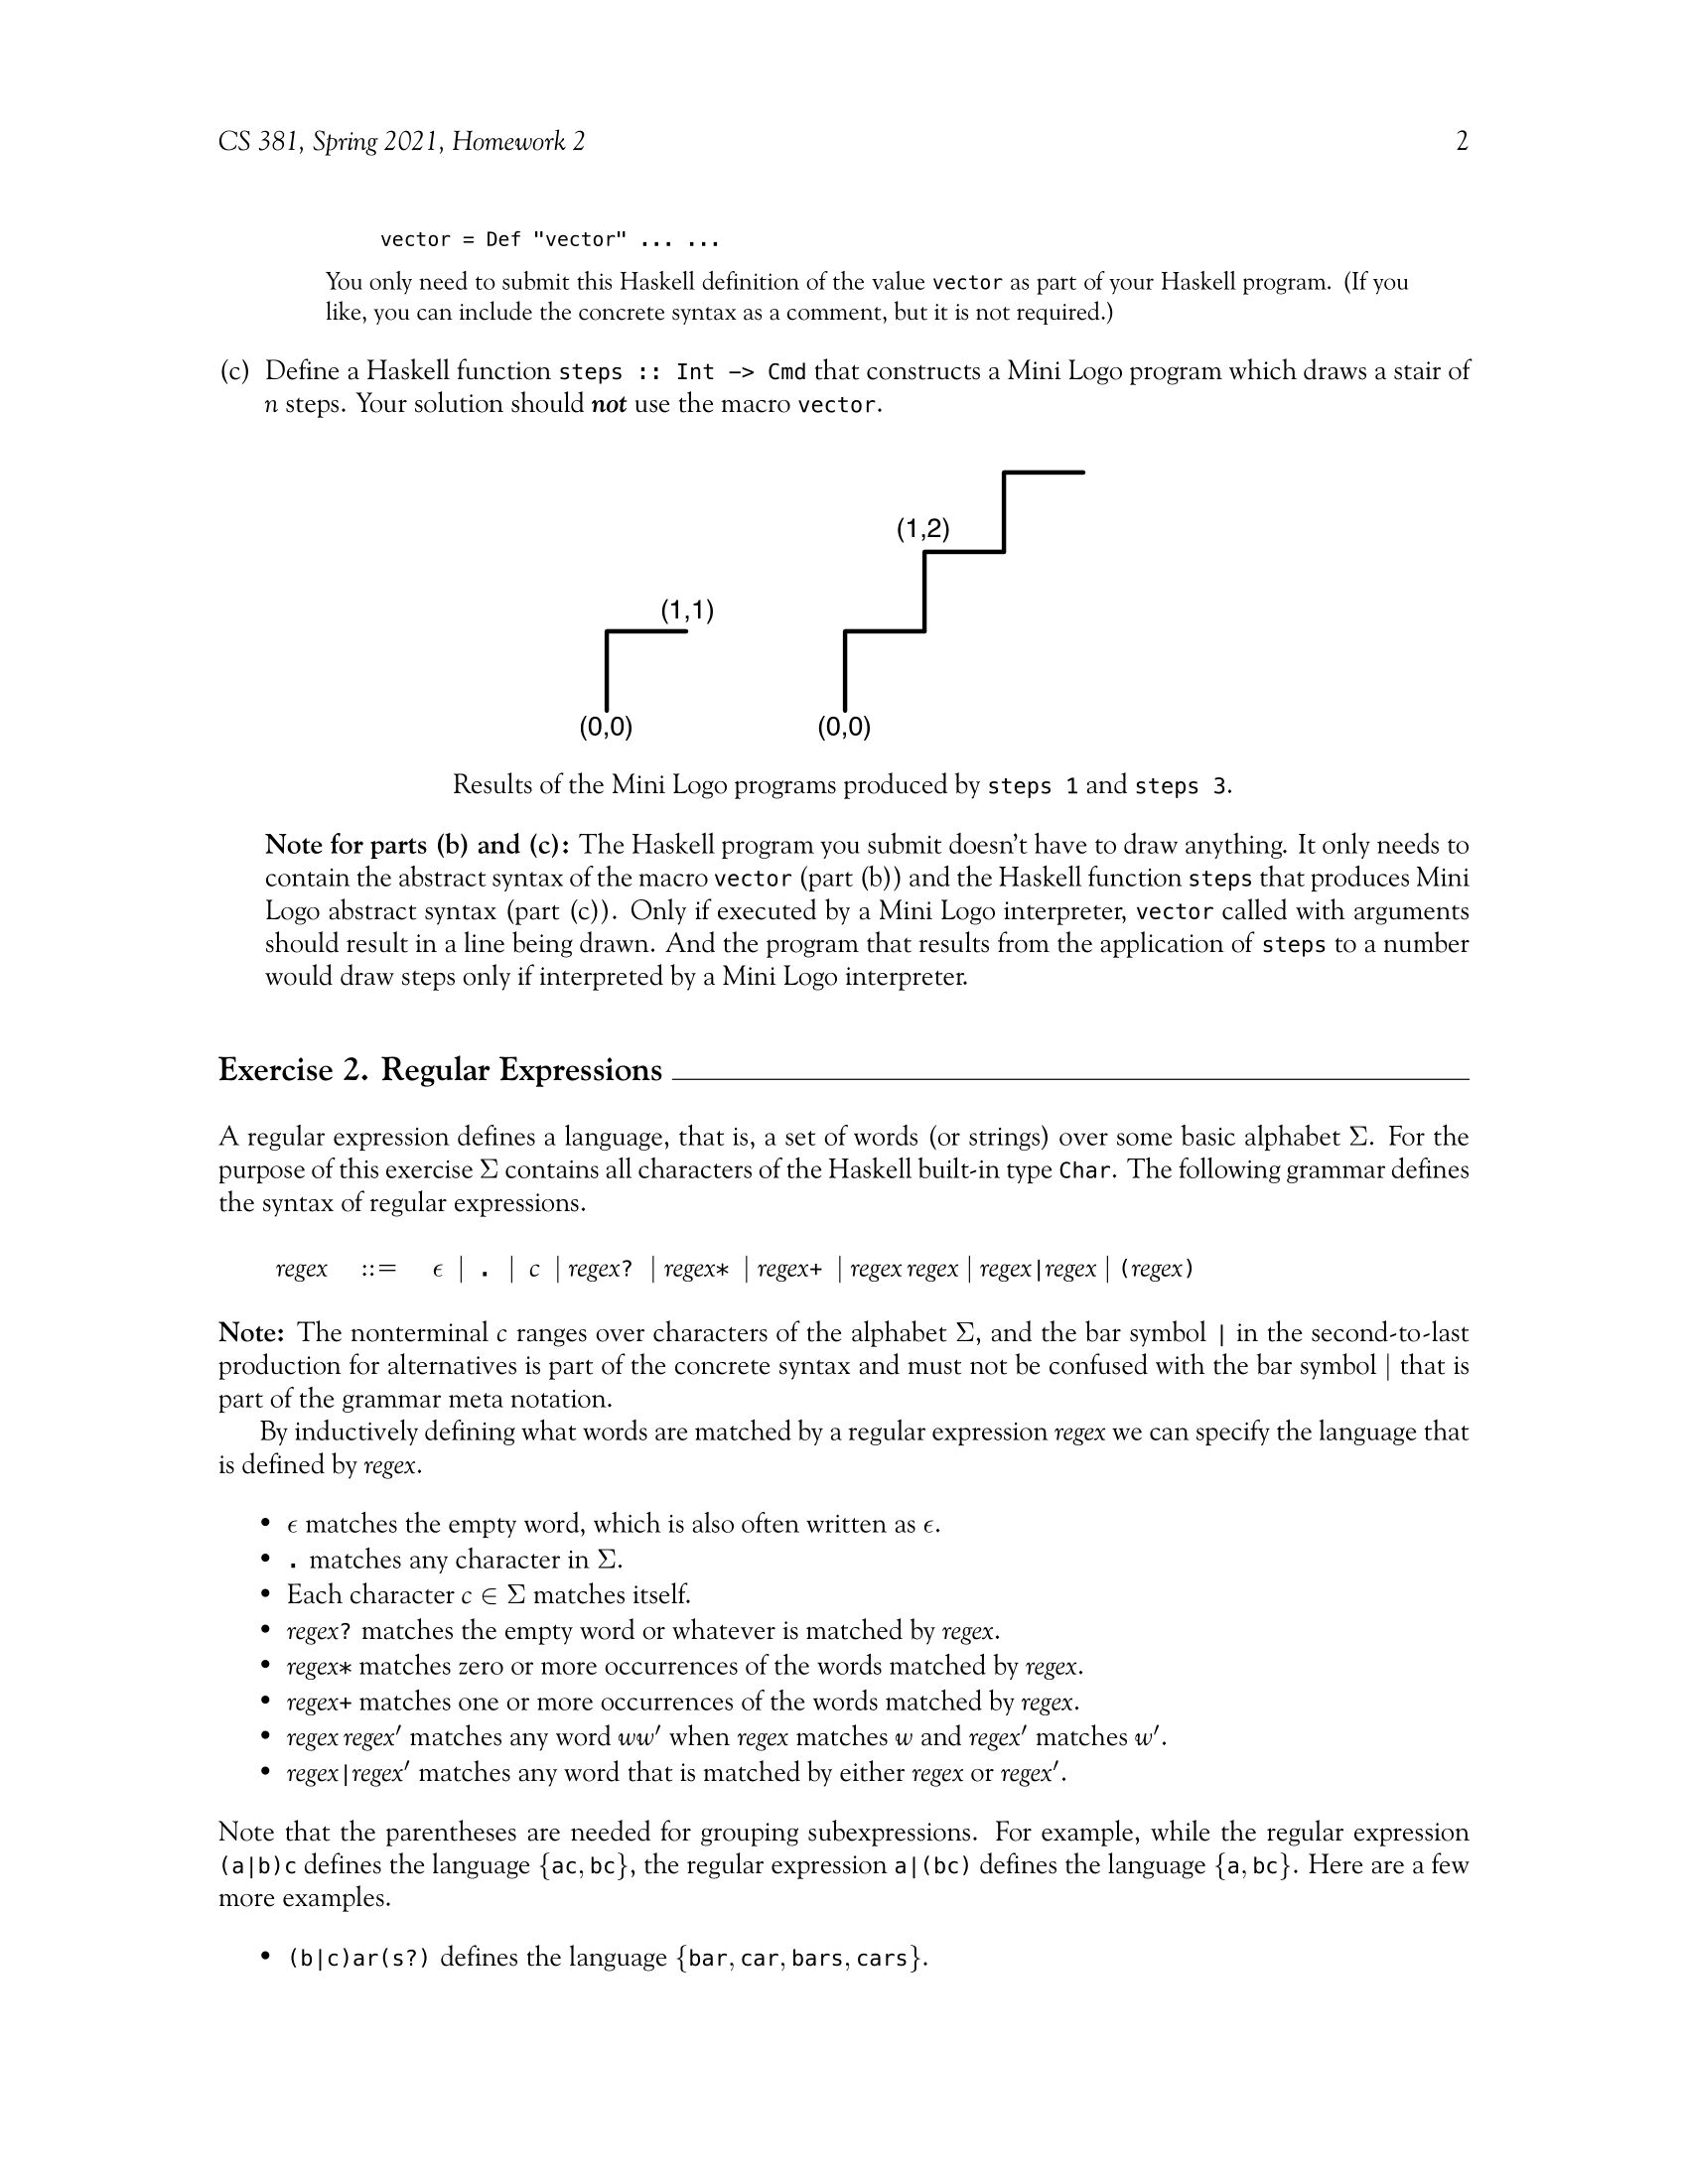 CS 381, Spring 2021, Homework 2 2
vector = Def "vector" ... ...
You only need to submit this Haskell definition of the value vector as part of your Haskell program. (If you
like, you can include the concrete syntax as a comment, but it is not required.)
(c) Define a Haskell function steps :: Int -> Cmd that constructs a Mini Logo program which draws a stair of
n steps. Your solution should not use the macro vector.
(1,2)
(1,1)
(0,0) (0,0)
Results of the Mini Logo programs produced by steps 1 and steps 3.
Note for parts (b) and (c): The Haskell program you submit doesn't have to draw anything. It only needs to
contain the abstract syntax of the macro vector (part (b)) and the Haskell function steps that produces Mini
Logo abstract syntax (part (c)). Only if executed by a Mini Logo interpreter, vector called with arguments
should result in a line being drawn. And the program that results from the application of steps to a number
would draw steps only if interpreted by a Mini Logo interpreter.
Exercise 2. Regular Expressions
A regular expression defines a language, that is, a set of words (or strings) over some basic alphabet Σ. For the
purpose of this exercise Σ contains all characters of the Haskell built-in type Char. The following grammar defines
the syntax of regular expressions.
regex ::= ϵ | . | c | regex? | regex* | regex+ | regex regex | regex|regex | (regex)
Note: The nonterminal c ranges over characters of the alphabet Σ, and the bar symbol | in the second-to-last
production for alternatives is part of the concrete syntax and must not be confused with the bar symbol | that is
part of the grammar meta notation.
By inductively defining what words are matched by a regular expression regex we can specify the language that
is defined by regex.
• ϵ matches the empty word, which is also often written as ϵ.
• . matches any character in Σ.
• Each character c ∈ Σ matches itself.
• regex? matches the empty word or whatever is matched by regex.
• regex* matches zero or more occurrences of the words matched by regex.
• regex+ matches one or more occurrences of the words matched by regex.
• regex regex′ matches any word ww′ when regex matches w and regex′ matches w′.
• regex|regex′ matches any word that is matched by either regex or regex′.
Note that the parentheses are needed for grouping subexpressions. For example, while the regular expression
(a|b)c defines the language {ac, bc}, the regular expression a|(bc) defines the language {a, bc}. Here are a few
more examples.
• (b|c)ar(s?) defines the language {bar, car, bars, cars}.